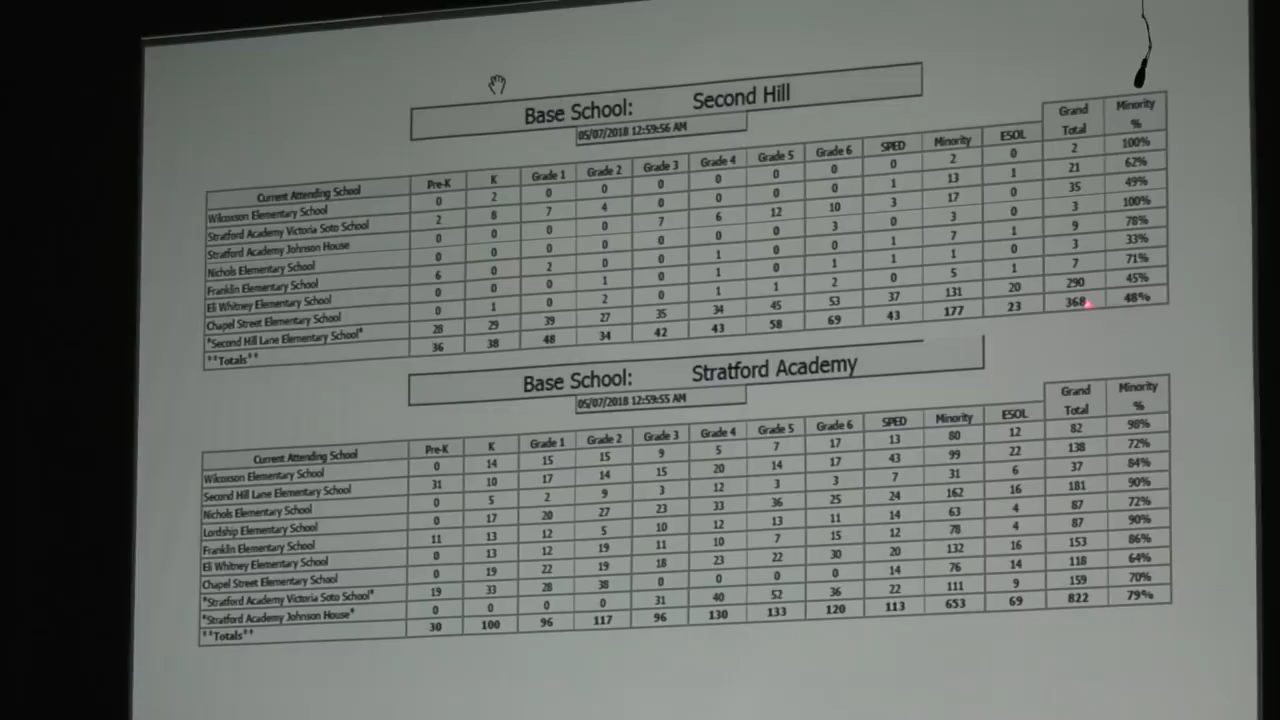 Base School: Second Hill
05/07/2018 12:59:56 AM
Current Attending School Pre-K K Grade 1 Grade 2 Grade 3 Grade 4 Grade 5 Grade 6 SPED Minority ESOL Grand Total Minority %
Wilcoxson Elementary School 0 2 0 0 0 0 0 0 0 2 0 2 100%
Stratford Academy Victoria Soto School 2 8 7 4 0 0 0 0 1 13 1 21 62%
Stratford Academy Johnson House 0 0 0 0 7 6 12 10 3 17 0 35 49%
Nichols Elementary School 0 0 0 0 0 0 0 3 0 3 0 3 100%
Franklin Elementary School 6 0 2 0 0 1 0 0 1 7 1 9 78%
Eli Whitney Elementary School 0 0 0 1 0 1 0 1 1 1 0 3 33%
Chapel Street Elementary School 0 1 0 2 0 1 1 2 0 5 1 7 71%
*Second Hill Lane Elementary School* 28 29 39 27 35 34 45 53 37 131 20 290 45%
**Totals** 36 38 48 34 42 43 58 69 43 177 23 368 48%
Base School: Stratford Academy
05/07/2018 12:59:55 AM
Current Attending School Pre-K K Grade 1 Grade 2 Grade 3 Grade 4 Grade 5 Grade 6 SPED Minority ESOL Grand Total Minority %
Wilcoxson Elementary School 0 14 15 15 9 5 7 17 13 80 12 82 98%
Second Hill Lane Elementary School 31 10 17 14 15 20 14 17 43 99 22 138 72%
Nichols Elementary School 0 5 2 9 3 12 3 3 7 31 6 37 84%
Lordship Elementary School 0 17 20 27 23 33 36 25 24 162 16 181 90%
Franklin Elementary School 11 13 12 5 10 12 13 11 14 63 4 87 72%
Eli Whitney Elementary School 0 13 12 19 11 10 7 15 12 78 4 87 90%
Chapel Street Elementary School 0 19 22 19 18 23 22 30 20 132 16 153 86%
*Stratford Academy Victoria Soto School* 19 33 28 38 0 0 0 0 14 76 14 118 64%
*Stratford Academy Johnson House* 0 0 0 0 31 40 52 36 22 111 9 159 70%
**Totals** 30 100 96 117 96 130 133 120 113 653 69 822 79%